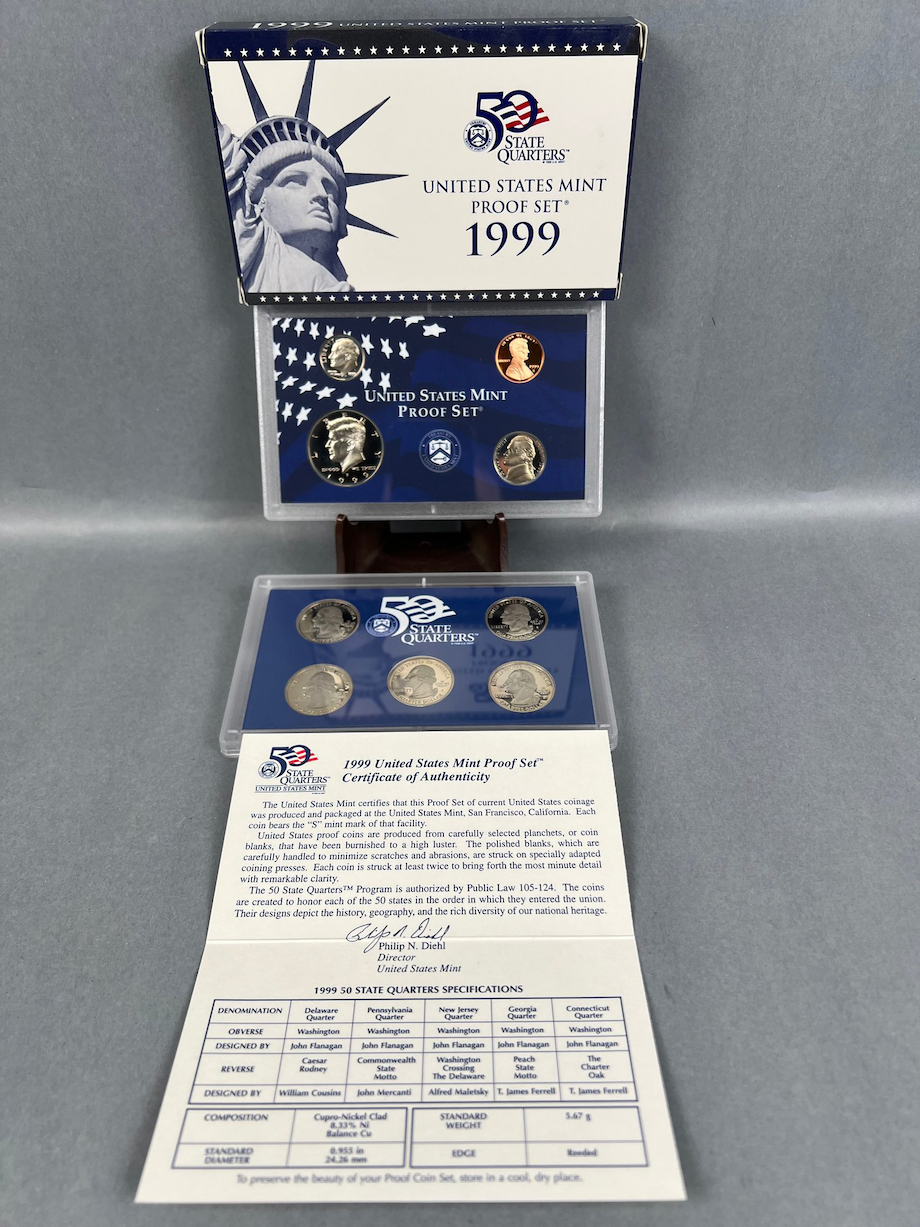 1999 UNITED STATES MINT PROOF SET
50
STATE
QUARTERS™
UNITED STATES MINT
PROOF SET®
1999
UNITED STATES MINT
PROOF SET®
LIBERTY
1999
50
STATE
QUARTERS™
1999 United States Mint Proof Set™
Certificate of Authenticity
50
STATE
QUARTERS™
UNITED STATES MINT
The United States Mint certifies that this Proof Set of current United States coinage
was produced and packaged at the United States Mint, San Francisco, California. Each
coin bears the "S" mint mark of that facility.
United States proof coins are produced from carefully selected planchets, or coin
blanks, that have been burnished to a high luster. The polished blanks, which are
carefully handled to minimize scratches and abrasions, are struck on specially adapted
coining presses. Each coin is struck at least twice to bring forth the most minute detail
with remarkable clarity.
The 50 State Quarters™ Program is authorized by Public Law 105-124. The coins
are created to honor each of the 50 states in the order in which they entered the union.
Their designs depict the history, geography, and the rich diversity of our national heritage.
Philip N. Diehl
Philip N. Diehl
Director
United States Mint
1999 50 STATE QUARTERS SPECIFICATIONS
DENOMINATION Delaware Quarter Pennsylvania Quarter New Jersey Quarter Georgia Quarter Connecticut Quarter
OBVERSE Washington Washington Washington Washington Washington
DESIGNED BY John Flanagan John Flanagan John Flanagan John Flanagan John Flanagan
REVERSE Caesar Rodney Commonwealth State Motto Washington Crossing The Delaware Peach State Motto The Charter Oak
DESIGNED BY William Cousins John Mercanti Alfred Maletsky T. James Ferrell T. James Ferrell
COMPOSITION Cupro-Nickel Clad 8.33% Ni Balance Cu STANDARD WEIGHT 5.67 g
STANDARD DIAMETER 0.955 in 24.26 mm EDGE Reeded
To preserve the beauty of your Proof Coin Set, store in a cool, dry place.